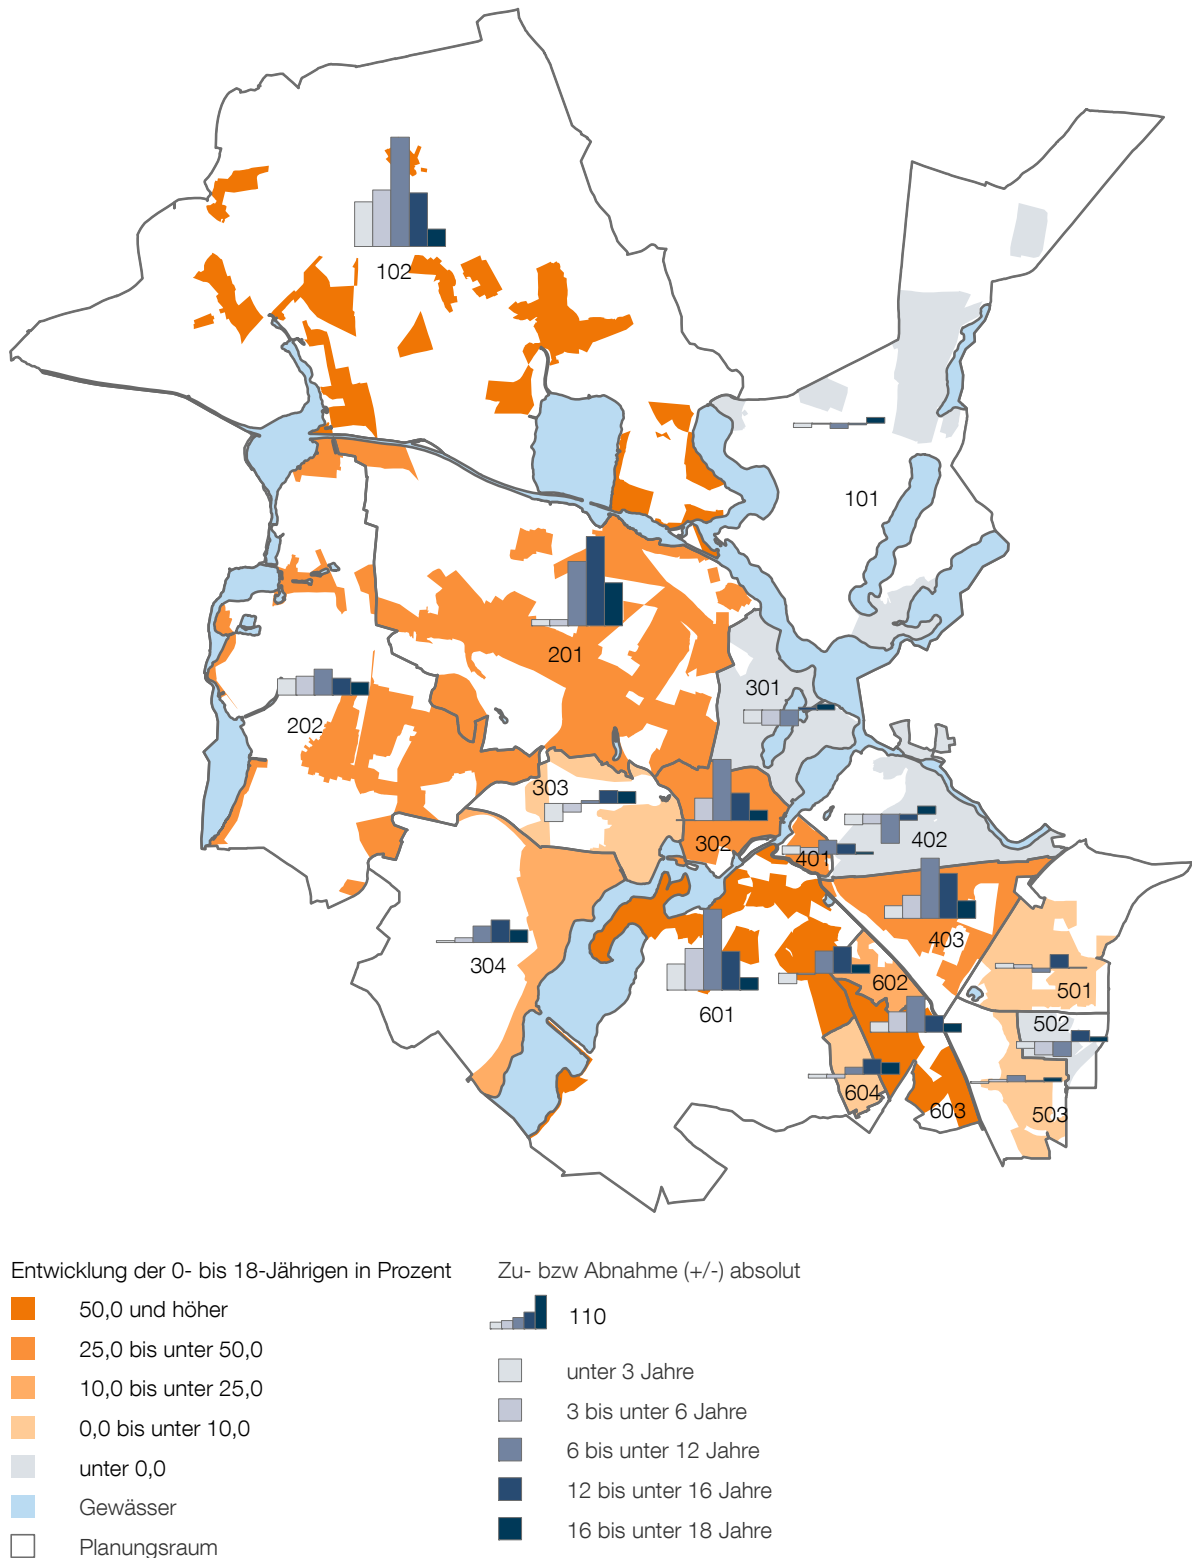 102
101
201
301
202
303
302
401
402
403
304
602
501
601
502
604
603
503
Entwicklung der 0- bis 18-Jährigen in Prozent
50,0 und höher
25,0 bis unter 50,0
10,0 bis unter 25,0
0,0 bis unter 10,0
unter 0,0
Gewässer
Planungsraum
Zu- bzw Abnahme (+/-) absolut
110
unter 3 Jahre
3 bis unter 6 Jahre
6 bis unter 12 Jahre
12 bis unter 16 Jahre
16 bis unter 18 Jahre